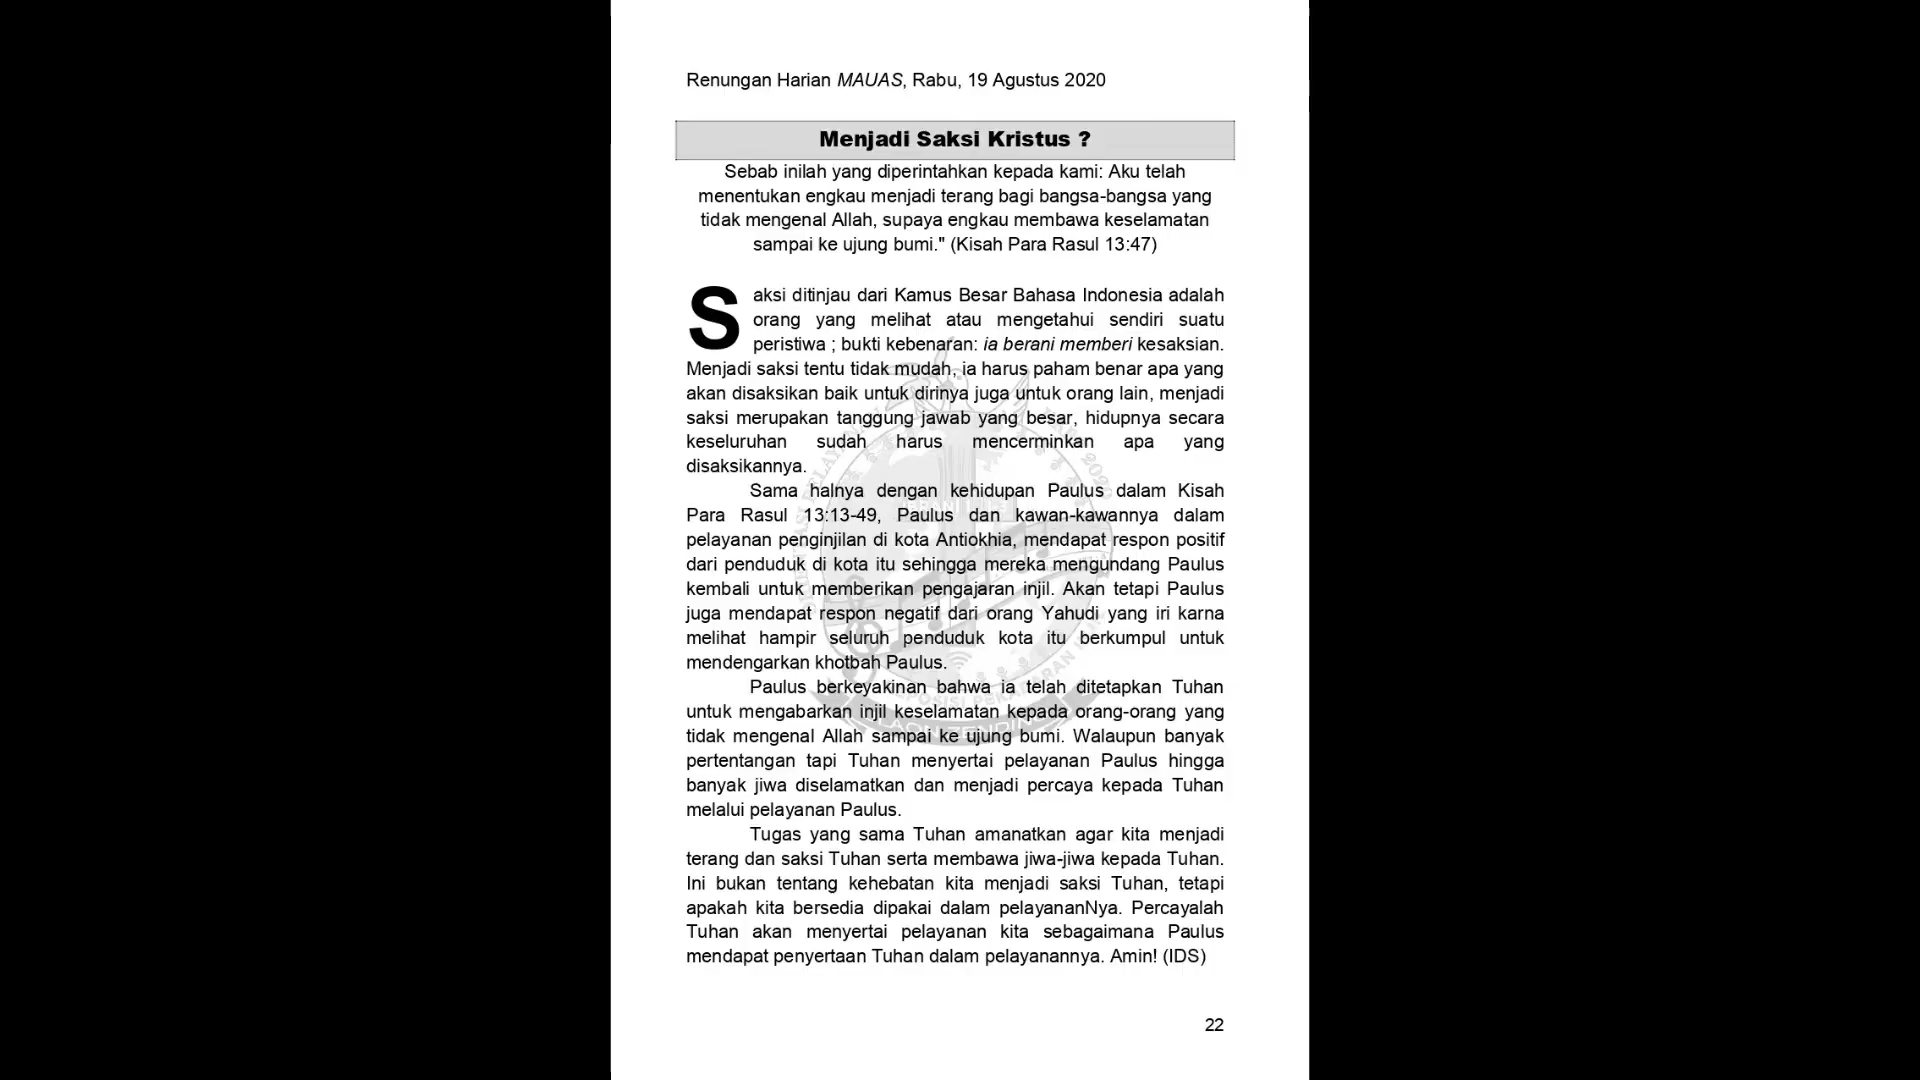 Renungan Harian MAUAS, Rabu, 19 Agustus 2020
Menjadi Saksi Kristus ?
Sebab inilah yang diperintahkan kepada kami: Aku telah
menentukan engkau menjadi terang bagi bangsa-bangsa yang
tidak mengenal Allah, supaya engkau membawa keselamatan
sampai ke ujung bumi." (Kisah Para Rasul 13:47)
Saksi ditinjau dari Kamus Besar Bahasa Indonesia adalah
orang yang melihat atau mengetahui sendiri suatu
peristiwa ; bukti kebenaran: ia berani memberi kesaksian.
Menjadi saksi tentu tidak mudah, ia harus paham benar apa yang
akan disaksikan baik untuk dirinya juga untuk orang lain, menjadi
saksi merupakan tanggung jawab yang besar, hidupnya secara
keseluruhan sudah harus mencerminkan apa yang
disaksikannya.
Sama halnya dengan kehidupan Paulus dalam Kisah
Para Rasul 13:13-49, Paulus dan kawan-kawannya dalam
pelayanan penginjilan di kota Antiokhia, mendapat respon positif
dari penduduk di kota itu sehingga mereka mengundang Paulus
kembali untuk memberikan pengajaran injil. Akan tetapi Paulus
juga mendapat respon negatif dari orang Yahudi yang iri karna
melihat hampir seluruh penduduk kota itu berkumpul untuk
mendengarkan khotbah Paulus.
Paulus berkeyakinan bahwa ia telah ditetapkan Tuhan
untuk mengabarkan injil keselamatan kepada orang-orang yang
tidak mengenal Allah sampai ke ujung bumi. Walaupun banyak
pertentangan tapi Tuhan menyertai pelayanan Paulus hingga
banyak jiwa diselamatkan dan menjadi percaya kepada Tuhan
melalui pelayanan Paulus.
Tugas yang sama Tuhan amanatkan agar kita menjadi
terang dan saksi Tuhan serta membawa jiwa-jiwa kepada Tuhan.
Ini bukan tentang kehebatan kita menjadi saksi Tuhan, tetapi
apakah kita bersedia dipakai dalam pelayananNya. Percayalah
Tuhan akan menyertai pelayanan kita sebagaimana Paulus
mendapat penyertaan Tuhan dalam pelayanannya. Amin! (IDS)
22